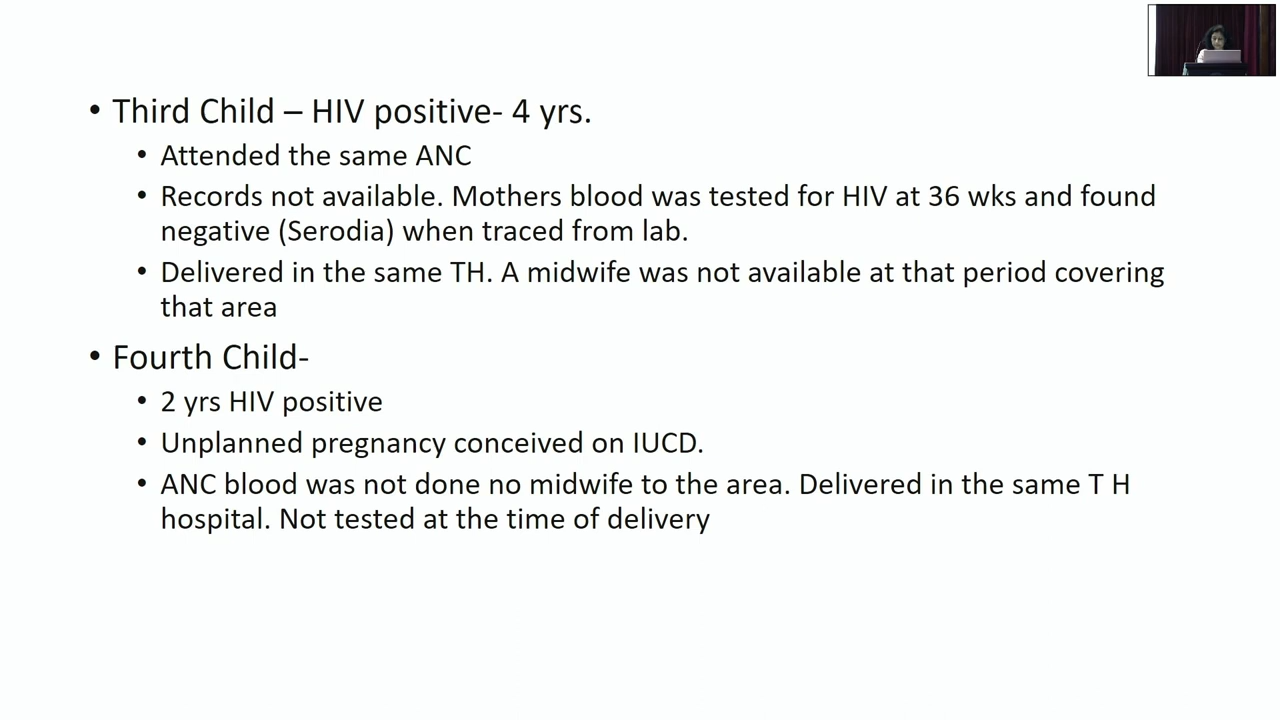 • Third Child – HIV positive- 4 yrs.
• Attended the same ANC
• Records not available. Mothers blood was tested for HIV at 36 wks and found
negative (Serodia) when traced from lab.
• Delivered in the same TH. A midwife was not available at that period covering
that area
• Fourth Child-
• 2 yrs HIV positive
• Unplanned pregnancy conceived on IUCD.
• ANC blood was not done no midwife to the area. Delivered in the same T H
hospital. Not tested at the time of delivery